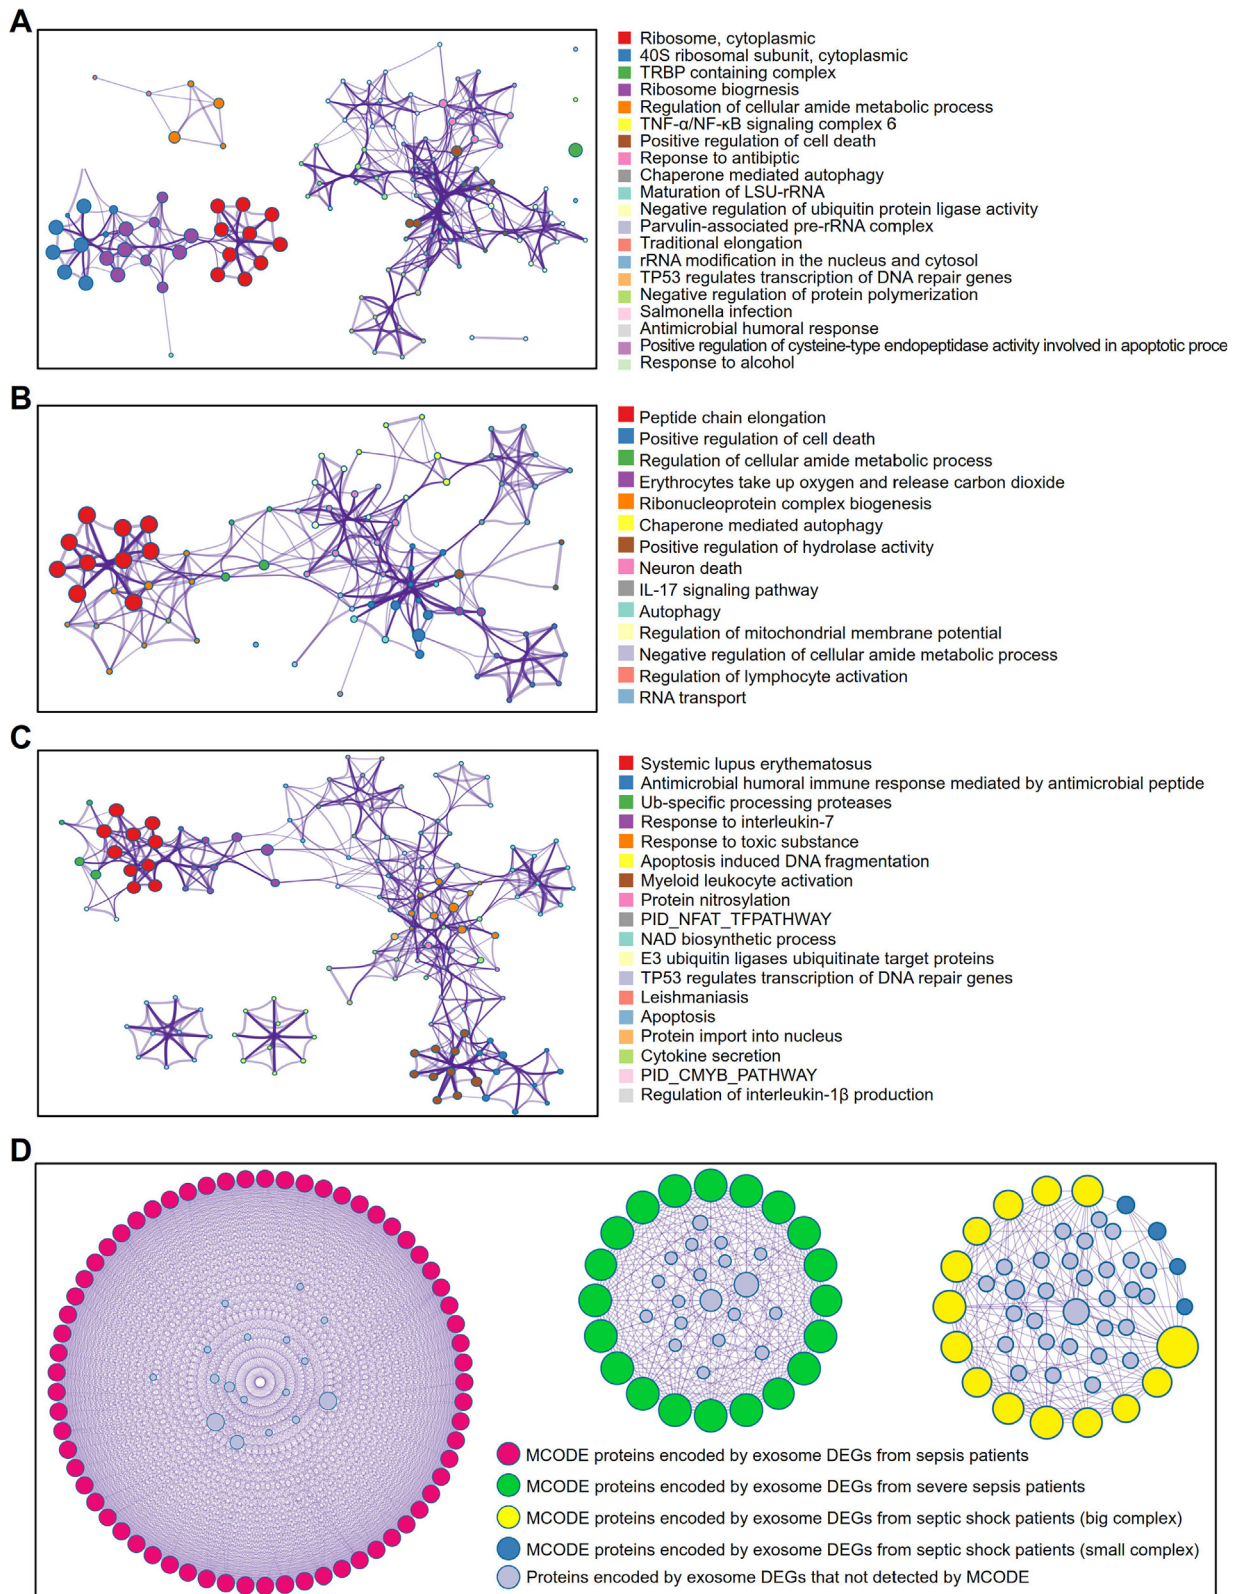 A
Ribosome, cytoplasmic
40S ribosomal subunit, cytoplasmic
TRBP containing complex
Ribosome biogrnesis
Regulation of cellular amide metabolic process
TNF-α/NF-κB signaling complex 6
Positive regulation of cell death
Reponse to antibiptic
Chaperone mediated autophagy
Maturation of LSU-rRNA
Negative regulation of ubiquitin protein ligase activity
Parvulin-associated pre-rRNA complex
Traditional elongation
rRNA modification in the nucleus and cytosol
TP53 regulates transcription of DNA repair genes
Negative regulation of protein polymerization
Salmonella infection
Antimicrobial humoral response
Positive regulation of cysteine-type endopeptidase activity involved in apoptotic proce
Response to alcohol
B
Peptide chain elongation
Positive regulation of cell death
Regulation of cellular amide metabolic process
Erythrocytes take up oxygen and release carbon dioxide
Ribonucleoprotein complex biogenesis
Chaperone mediated autophagy
Positive regulation of hydrolase activity
Neuron death
IL-17 signaling pathway
Autophagy
Regulation of mitochondrial membrane potential
Negative regulation of cellular amide metabolic process
Regulation of lymphocyte activation
RNA transport
C
Systemic lupus erythematosus
Antimicrobial humoral immune response mediated by antimicrobial peptide
Ub-specific processing proteases
Response to interleukin-7
Response to toxic substance
Apoptosis induced DNA fragmentation
Myeloid leukocyte activation
Protein nitrosylation
PID_NFAT_TFPATHWAY
NAD biosynthetic process
E3 ubiquitin ligases ubiquitinate target proteins
TP53 regulates transcription of DNA repair genes
Leishmaniasis
Apoptosis
Protein import into nucleus
Cytokine secretion
PID_CMYB_PATHWAY
Regulation of interleukin-1β production
D
MCODE proteins encoded by exosome DEGs from sepsis patients
MCODE proteins encoded by exosome DEGs from severe sepsis patients
MCODE proteins encoded by exosome DEGs from septic shock patients (big complex)
MCODE proteins encoded by exosome DEGs from septic shock patients (small complex)
Proteins encoded by exosome DEGs that not detected by MCODE